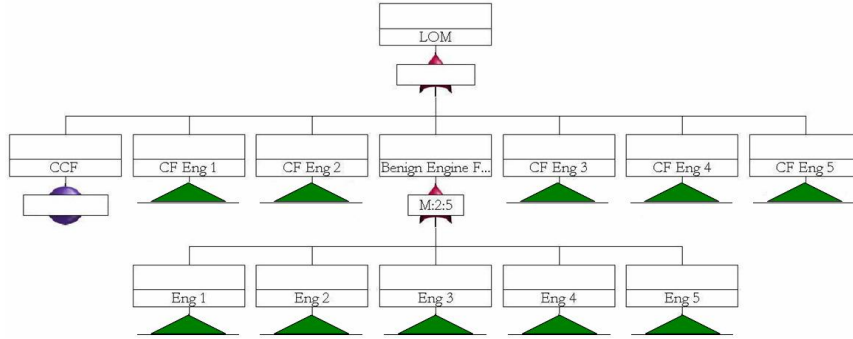 LOM
CCF
CF Eng 1
CF Eng 2
Benign Engine F...
CF Eng 3
CF Eng 4
CF Eng 5
M:2:5
Eng 1
Eng 2
Eng 3
Eng 4
Eng 5